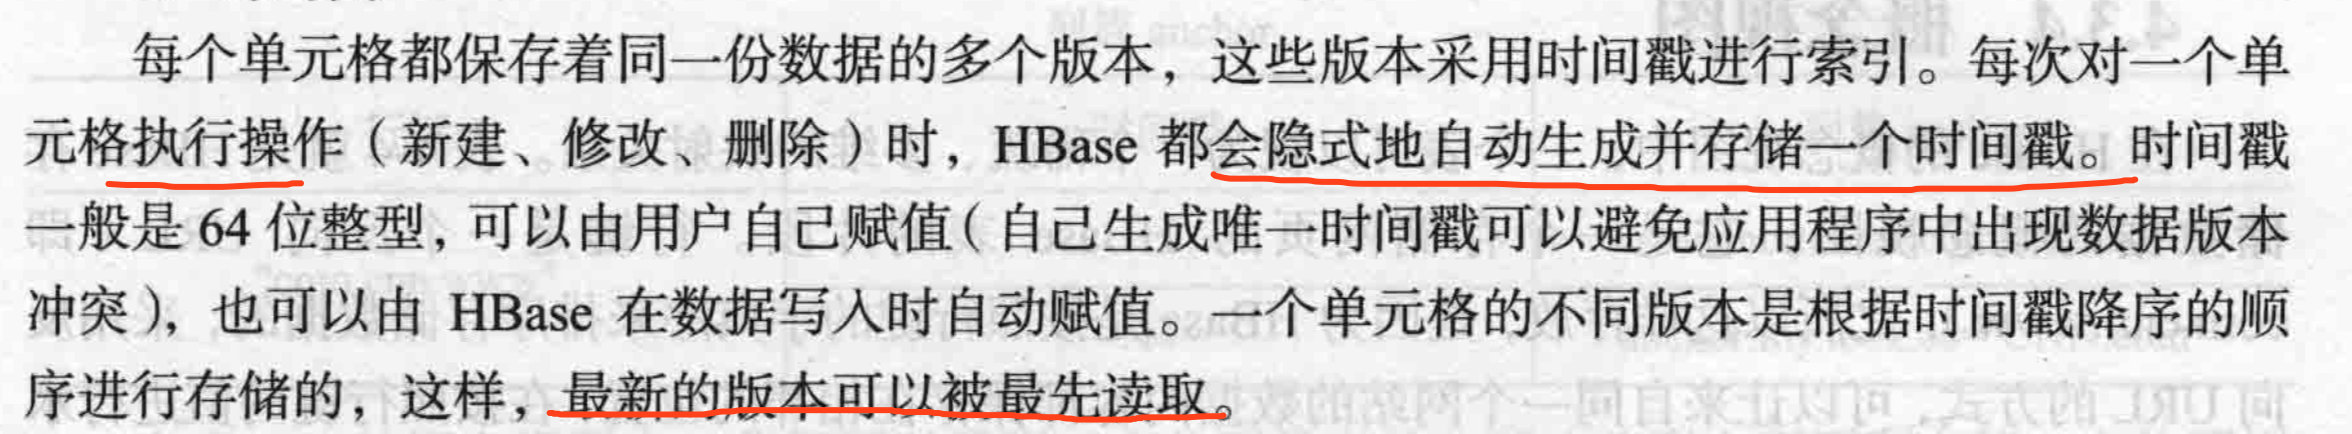 每个单元格都保存着同一份数据的多个版本，这些版本采用时间戳进行索引。每次对一个单
元格执行操作（新建、修改、删除）时，HBase 都会隐式地自动生成并存储一个时间戳。时间戳
一般是 64 位整型，可以由用户自己赋值（自己生成唯一时间戳可以避免应用程序中出现数据版本
冲突），也可以由 HBase 在数据写入时自动赋值。一个单元格的不同版本是根据时间戳降序的顺
序进行存储的，这样，最新的版本可以被最先读取。